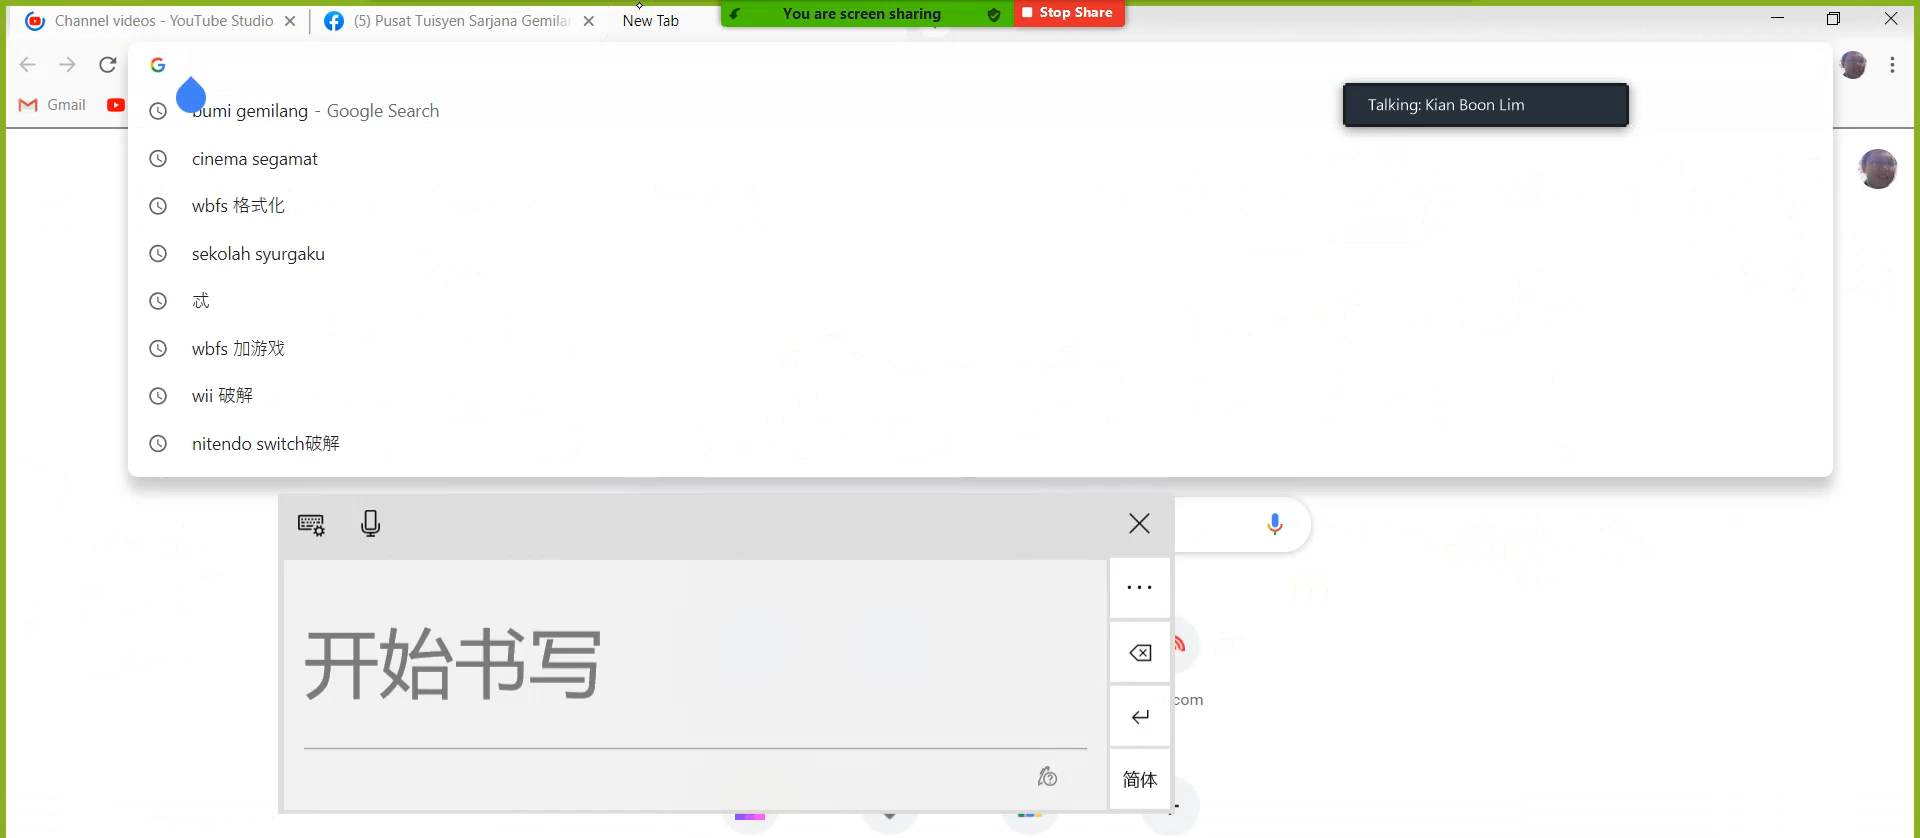 Channel videos - YouTube Studio
(5) Pusat Tuisyen Sarjana Gemila
New Tab
You are screen sharing
Stop Share
Gmail
Talking: Kian Boon Lim
bumi gemilang - Google Search
cinema segamat
wbfs 格式化
sekolah syurgaku
忒
wbfs 加游戏
wii 破解
nitendo switch破解
开始书写
com
简体